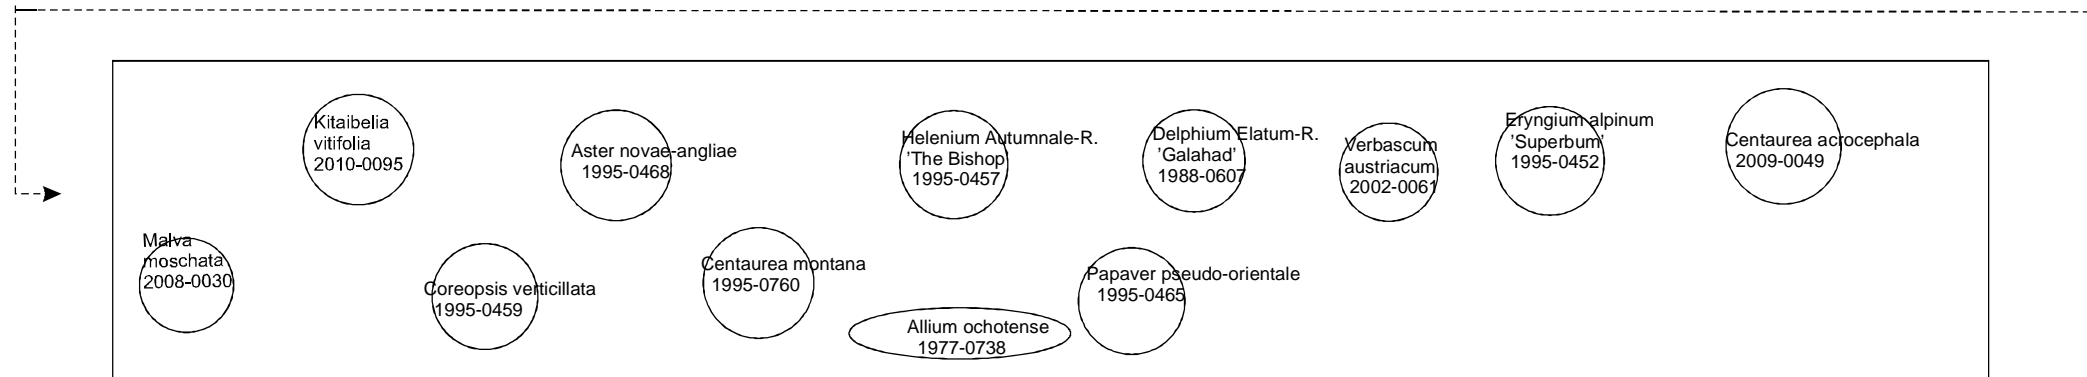 Kitaibelia
vitifolia
2010-0095
Aster novae-angliae
1995-0468
Helenium Autumnale-R.
'The Bishop'
1995-0457
Delphium Elatum-R.
'Galahad'
1988-0607
Verbascum
austriacum
2002-0061
Eryngium alpinum
'Superbum'
1995-0452
Centaurea acrocephala
2009-0049
Malva
moschata
2008-0030
Coreopsis verticillata
1995-0459
Centaurea montana
1995-0760
Allium ochotense
1977-0738
Papaver pseudo-orientale
1995-0465